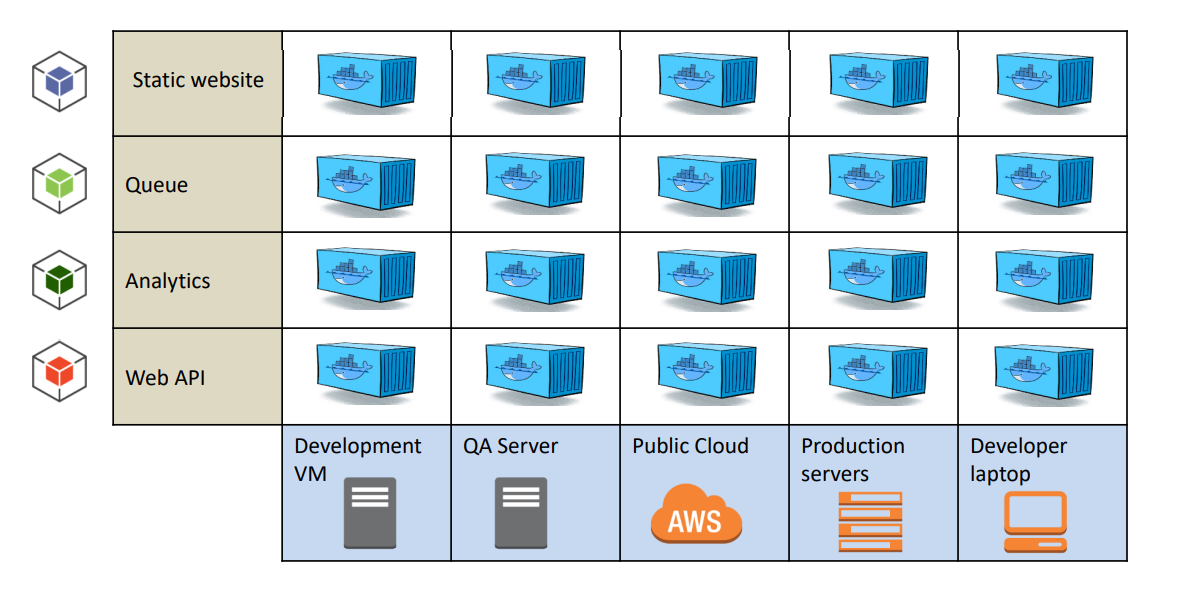 Static website
Queue
Analytics
Web API
Development
VM
QA Server
Public Cloud
AWS
Production
servers
Developer
laptop